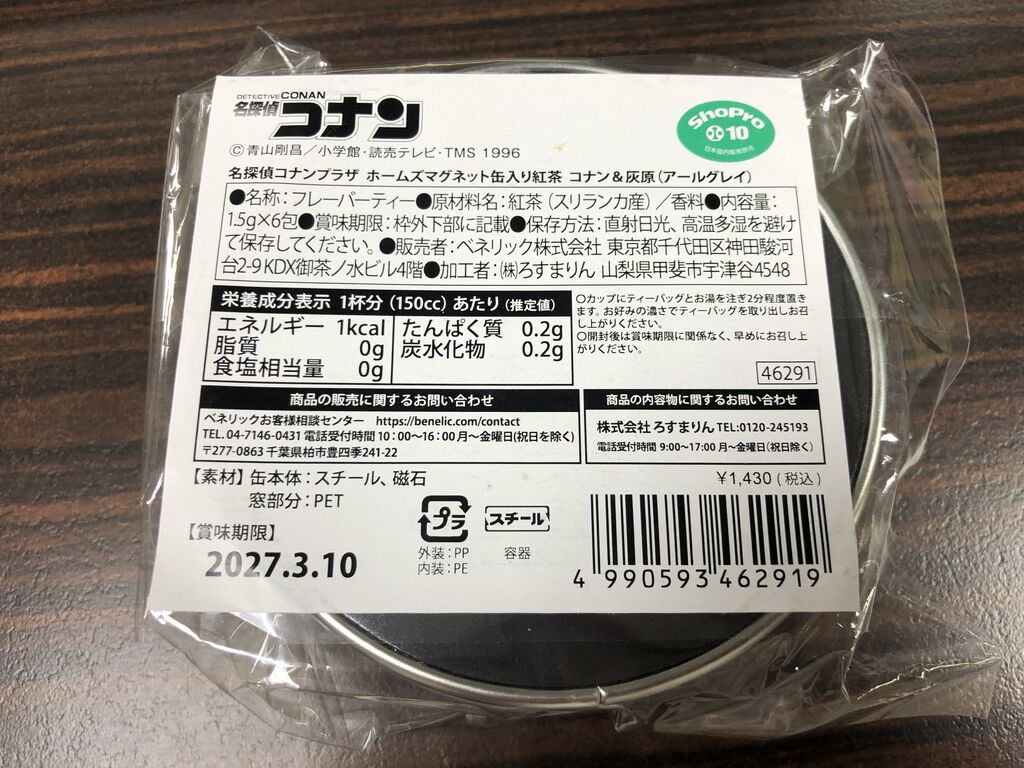 DETECTIVE CONAN
名探偵コナン
©青山剛昌/小学館・読売テレビ・TMS 1996
ShoPro
10
日本国内販売許可
名探偵コナンプラザ ホームズマグネット缶入り紅茶 コナン&灰原(アールグレイ)
●名称:フレーバーティー●原材料名:紅茶(スリランカ産)/香料●内容量:
1.5g×6包●賞味期限:枠外下部に記載●保存方法:直射日光、高温多湿を避け
て保存してください。●販売者:ベネリック株式会社 東京都千代田区神田駿河
台2-9 KDX御茶ノ水ビル4階●加工者:㈱ろすまりん 山梨県甲斐市宇津谷4548
栄養成分表示 1杯分(150cc)あたり(推定値)
エネルギー 1kcal たんぱく質 0.2g
脂質 0g 炭水化物 0.2g
食塩相当量 0g
○カップにティーバッグとお湯を注ぎ2分程度置き
ます。お好みの濃さでティーバッグを取り出しお召
し上がりください。
○開封後は賞味期限に関係なく、早めにお召し上
がりください。
46291
商品の販売に関するお問い合わせ
ベネリックお客様相談センター https://benelic.com/contact
TEL. 04-7146-0431 電話受付時間 10:00〜16:00 月〜金曜日(祝日を除く)
〒277-0863 千葉県柏市豊四季241-22
商品の内容物に関するお問い合わせ
株式会社 ろすまりん TEL:0120-245193
電話受付時間 9:00〜17:00 月〜金曜日(祝日除く)
【素材】缶本体:スチール、磁石
窓部分:PET
¥1,430(税込)
【賞味期限】
2027.3.10
プラ
外装:PP
内装:PE
スチール
容器
4 990593 462919